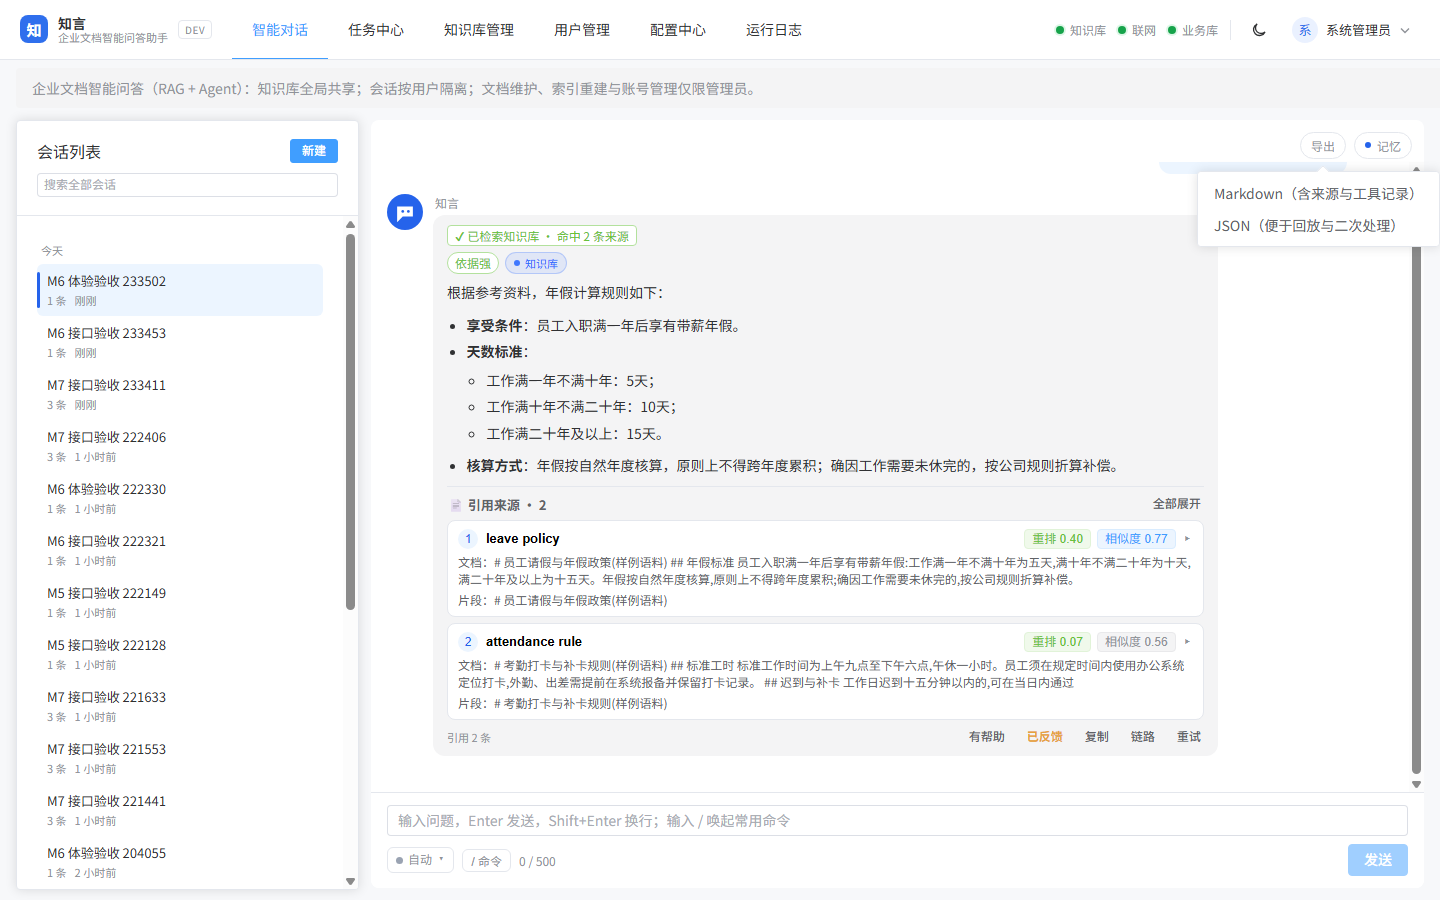 知
知言
企业文档智能问答助手
DEV
智能对话
任务中心
知识库管理
用户管理
配置中心
运行日志
知识库
联网
业务库
系
系统管理员
企业文档智能问答（RAG + Agent）：知识库全局共享；会话按用户隔离；文档维护、索引重建与账号管理仅限管理员。
会话列表
新建
搜索全部会话
今天
M6 体验验收 233502
1 条 刚刚
M6 接口验收 233453
1 条 刚刚
M7 接口验收 233411
3 条 刚刚
M7 接口验收 222406
3 条 1 小时前
M6 体验验收 222330
1 条 1 小时前
M6 接口验收 222321
1 条 1 小时前
M5 接口验收 222149
1 条 1 小时前
M5 接口验收 222128
1 条 1 小时前
M7 接口验收 221633
3 条 1 小时前
M7 接口验收 221553
3 条 1 小时前
M7 接口验收 221441
3 条 1 小时前
M6 体验验收 204055
1 条 2 小时前
导出
记忆
Markdown（含来源与工具记录）
JSON（便于回放与二次处理）
知言
✓ 已检索知识库 · 命中 2 条来源
依据强
知识库
根据参考资料，年假计算规则如下：
• 享受条件：员工入职满一年后享有带薪年假。
• 天数标准：
◦ 工作满一年不满十年：5天；
◦ 工作满十年不满二十年：10天；
◦ 工作满二十年及以上：15天。
• 核算方式：年假按自然年度核算，原则上不得跨年度累积；确因工作需要未休完的，按公司规则折算补偿。
引用来源 · 2
全部展开
1 leave policy
重排 0.40
相似度 0.77
文档：# 员工请假与年假政策(样例语料) ## 年假标准 员工入职满一年后享有带薪年假:工作满一年不满十年为五天,满十年不满二十年为十天,
满二十年及以上为十五天。年假按自然年度核算,原则上不得跨年度累积;确因工作需要未休完的,按公司规则折算补偿。
片段：# 员工请假与年假政策(样例语料)
2 attendance rule
重排 0.07
相似度 0.56
文档：# 考勤打卡与补卡规则(样例语料) ## 标准工时 标准工作时间为上午九点至下午六点,午休一小时。员工须在规定时间内使用办公系统
定位打卡,外勤、出差需提前在系统报备并保留打卡记录。 ## 迟到与补卡 工作日迟到十五分钟以内的,可在当日内通过
片段：# 考勤打卡与补卡规则(样例语料)
引用 2 条
有帮助
已反馈
复制
链路
重试
输入问题，Enter 发送，Shift+Enter 换行；输入 / 唤起常用命令
自动
/ 命令
0 / 500
发送